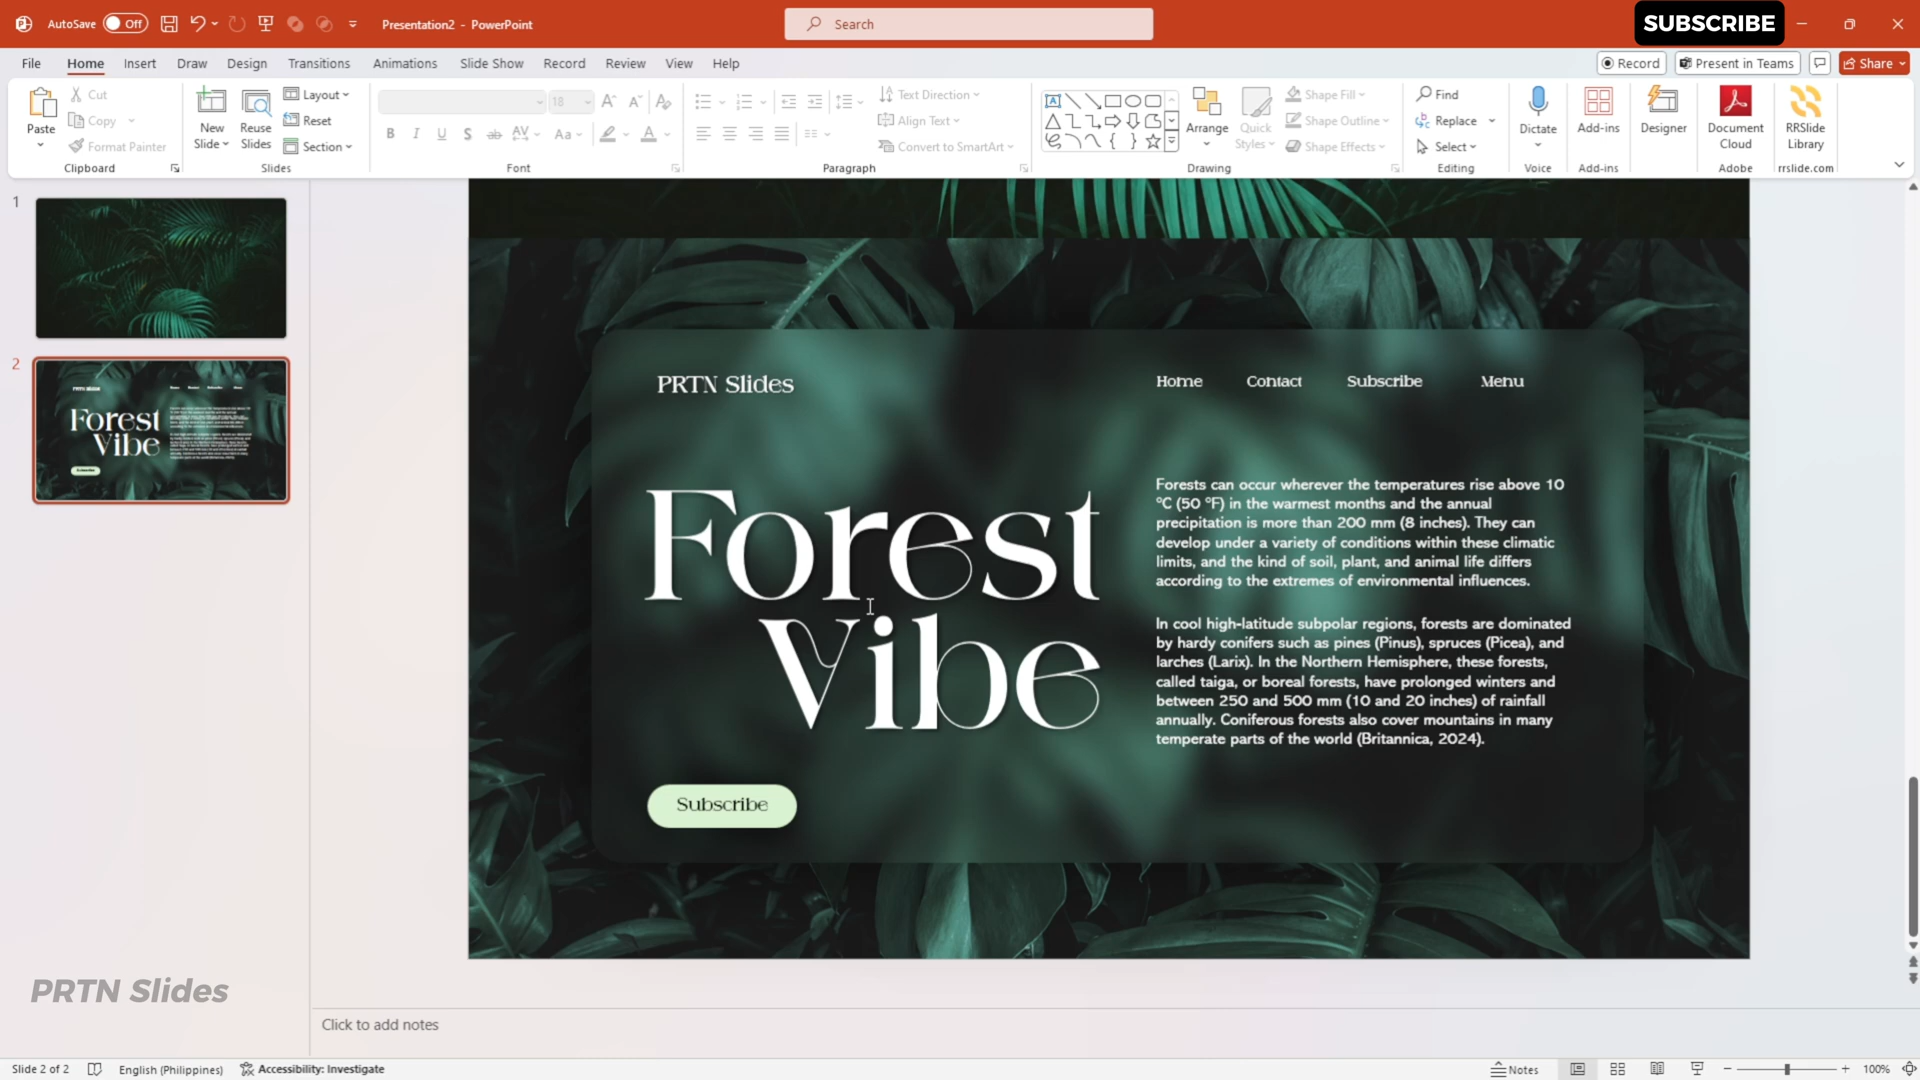 AutoSave Off Presentation2 - PowerPoint Search SUBSCRIBE
File Home Insert Draw Design Transitions Animations Slide Show Record Review View Help Record Present in Teams Share
Paste Cut Copy Format Painter Clipboard
New Slide Reuse Slides Layout Reset Section Slides
18 Font
Text Direction Align Text Convert to SmartArt Paragraph
Arrange Quick Styles Shape Fill Shape Outline Shape Effects Drawing
Find Replace Select Editing
Dictate Voice
Add-ins Add-ins
Designer
Document Cloud Adobe
RRSlide Library rrslide.com
1
2
PRTN Slides
Home Contact Subscribe Menu
Forest
Vibe
Subscribe
Forests can occur wherever the temperatures rise above 10
°C (50 °F) in the warmest months and the annual
precipitation is more than 200 mm (8 inches). They can
develop under a variety of conditions within these climatic
limits, and the kind of soil, plant, and animal life differs
according to the extremes of environmental influences.
In cool high-latitude subpolar regions, forests are dominated
by hardy conifers such as pines (Pinus), spruces (Picea), and
larches (Larix). In the Northern Hemisphere, these forests,
called taiga, or boreal forests, have prolonged winters and
between 250 and 500 mm (10 and 20 inches) of rainfall
annually. Coniferous forests also cover mountains in many
temperate parts of the world (Britannica, 2024).
PRTN Slides
Click to add notes
Slide 2 of 2 English (Philippines) Accessibility: Investigate Notes 100%